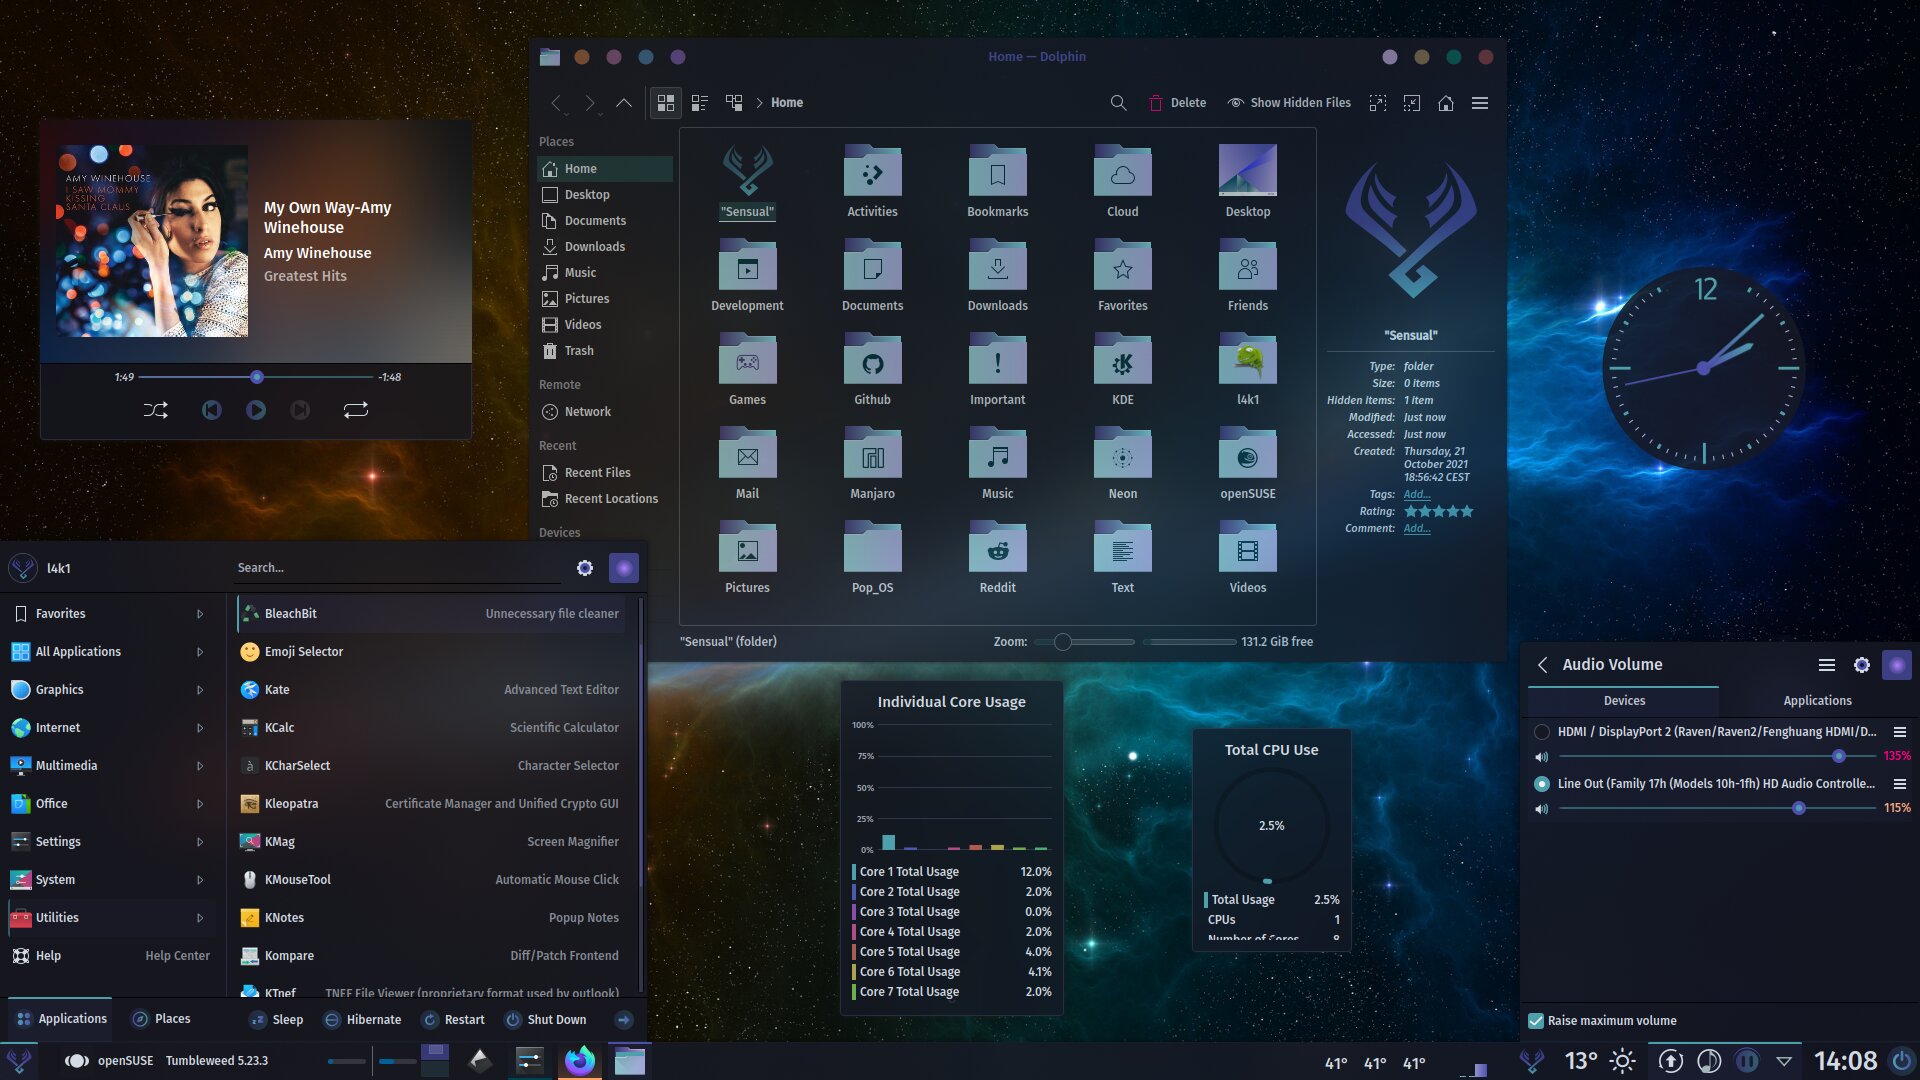 Home — Dolphin
Home
Delete
Show Hidden Files
Places
Home
Desktop
Documents
Downloads
Music
Pictures
Videos
Trash
Remote
Network
Recent
Recent Files
Recent Locations
Devices
"Sensual"
Activities
Bookmarks
Cloud
Desktop
Development
Documents
Downloads
Favorites
Friends
Games
Github
Important
KDE
l4k1
Mail
Manjaro
Music
Neon
openSUSE
Pictures
Pop_OS
Reddit
Text
Videos
"Sensual" (folder)
Zoom:
131.2 GiB free
"Sensual"
Type: folder
Size: 0 items
Hidden items: 1 item
Modified: Just now
Accessed: Just now
Created: Thursday, 21
October 2021
18:56:42 CEST
Tags: Add...
Rating:
Comment: Add...
AMY WINEHOUSE
I SAW MOMMY
KISSING
SANTA CLAUS
My Own Way-Amy
Winehouse
Amy Winehouse
Greatest Hits
1:49
-1:48
12
l4k1
Search...
Favorites
All Applications
Graphics
Internet
Multimedia
Office
Settings
System
Utilities
Help Help Center
BleachBit Unnecessary file cleaner
Emoji Selector
Kate Advanced Text Editor
KCalc Scientific Calculator
à KCharSelect Character Selector
Kleopatra Certificate Manager and Unified Crypto GUI
KMag Screen Magnifier
KMouseTool Automatic Mouse Click
KNotes Popup Notes
Kompare Diff/Patch Frontend
KTnef TNEF File Viewer (proprietary format used by outlook)
Applications
Places
Sleep
Hibernate
Restart
Shut Down
Individual Core Usage
100%
75%
50%
25%
0%
Core 1 Total Usage 12.0%
Core 2 Total Usage 2.0%
Core 3 Total Usage 0.0%
Core 4 Total Usage 2.0%
Core 5 Total Usage 4.0%
Core 6 Total Usage 4.1%
Core 7 Total Usage 2.0%
Total CPU Use
2.5%
Total Usage 2.5%
CPUs 1
Number of Cores 8
Audio Volume
Devices
Applications
HDMI / DisplayPort 2 (Raven/Raven2/Fenghuang HDMI/D...
135%
Line Out (Family 17h (Models 10h-1fh) HD Audio Controlle...
115%
Raise maximum volume
openSUSE Tumbleweed 5.23.3
41° 41° 41°
13°
14:08